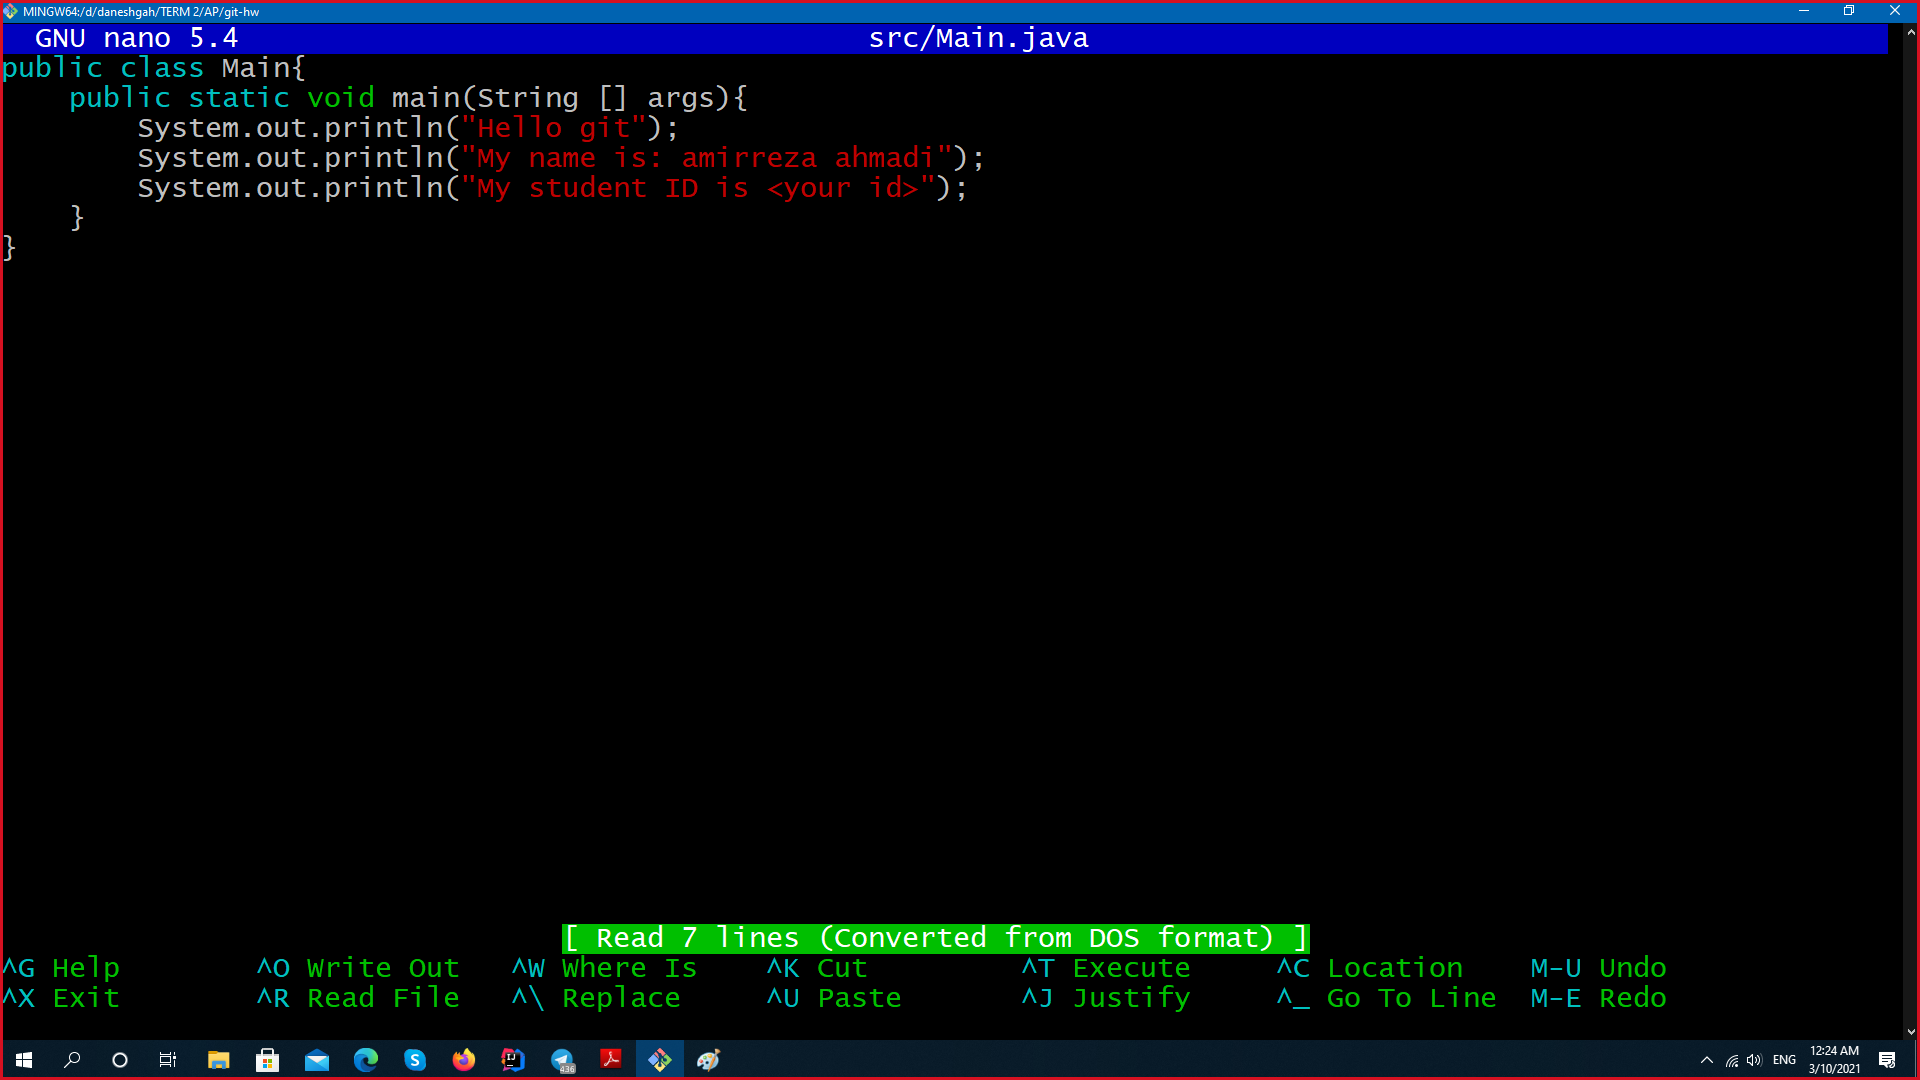 MINGW64:/d/daneshgah/TERM 2/AP/git-hw
GNU nano 5.4 src/Main.java
public class Main{
    public static void main(String [] args){
        System.out.println("Hello git");
        System.out.println("My name is: amirreza ahmadi");
        System.out.println("My student ID is <your id>");
    }
}
[ Read 7 lines (Converted from DOS format) ]
^G Help ^O Write Out ^W Where Is ^K Cut ^T Execute ^C Location M-U Undo
^X Exit ^R Read File ^\ Replace ^U Paste ^J Justify ^_ Go To Line M-E Redo
436
ENG
12:24 AM
3/10/2021